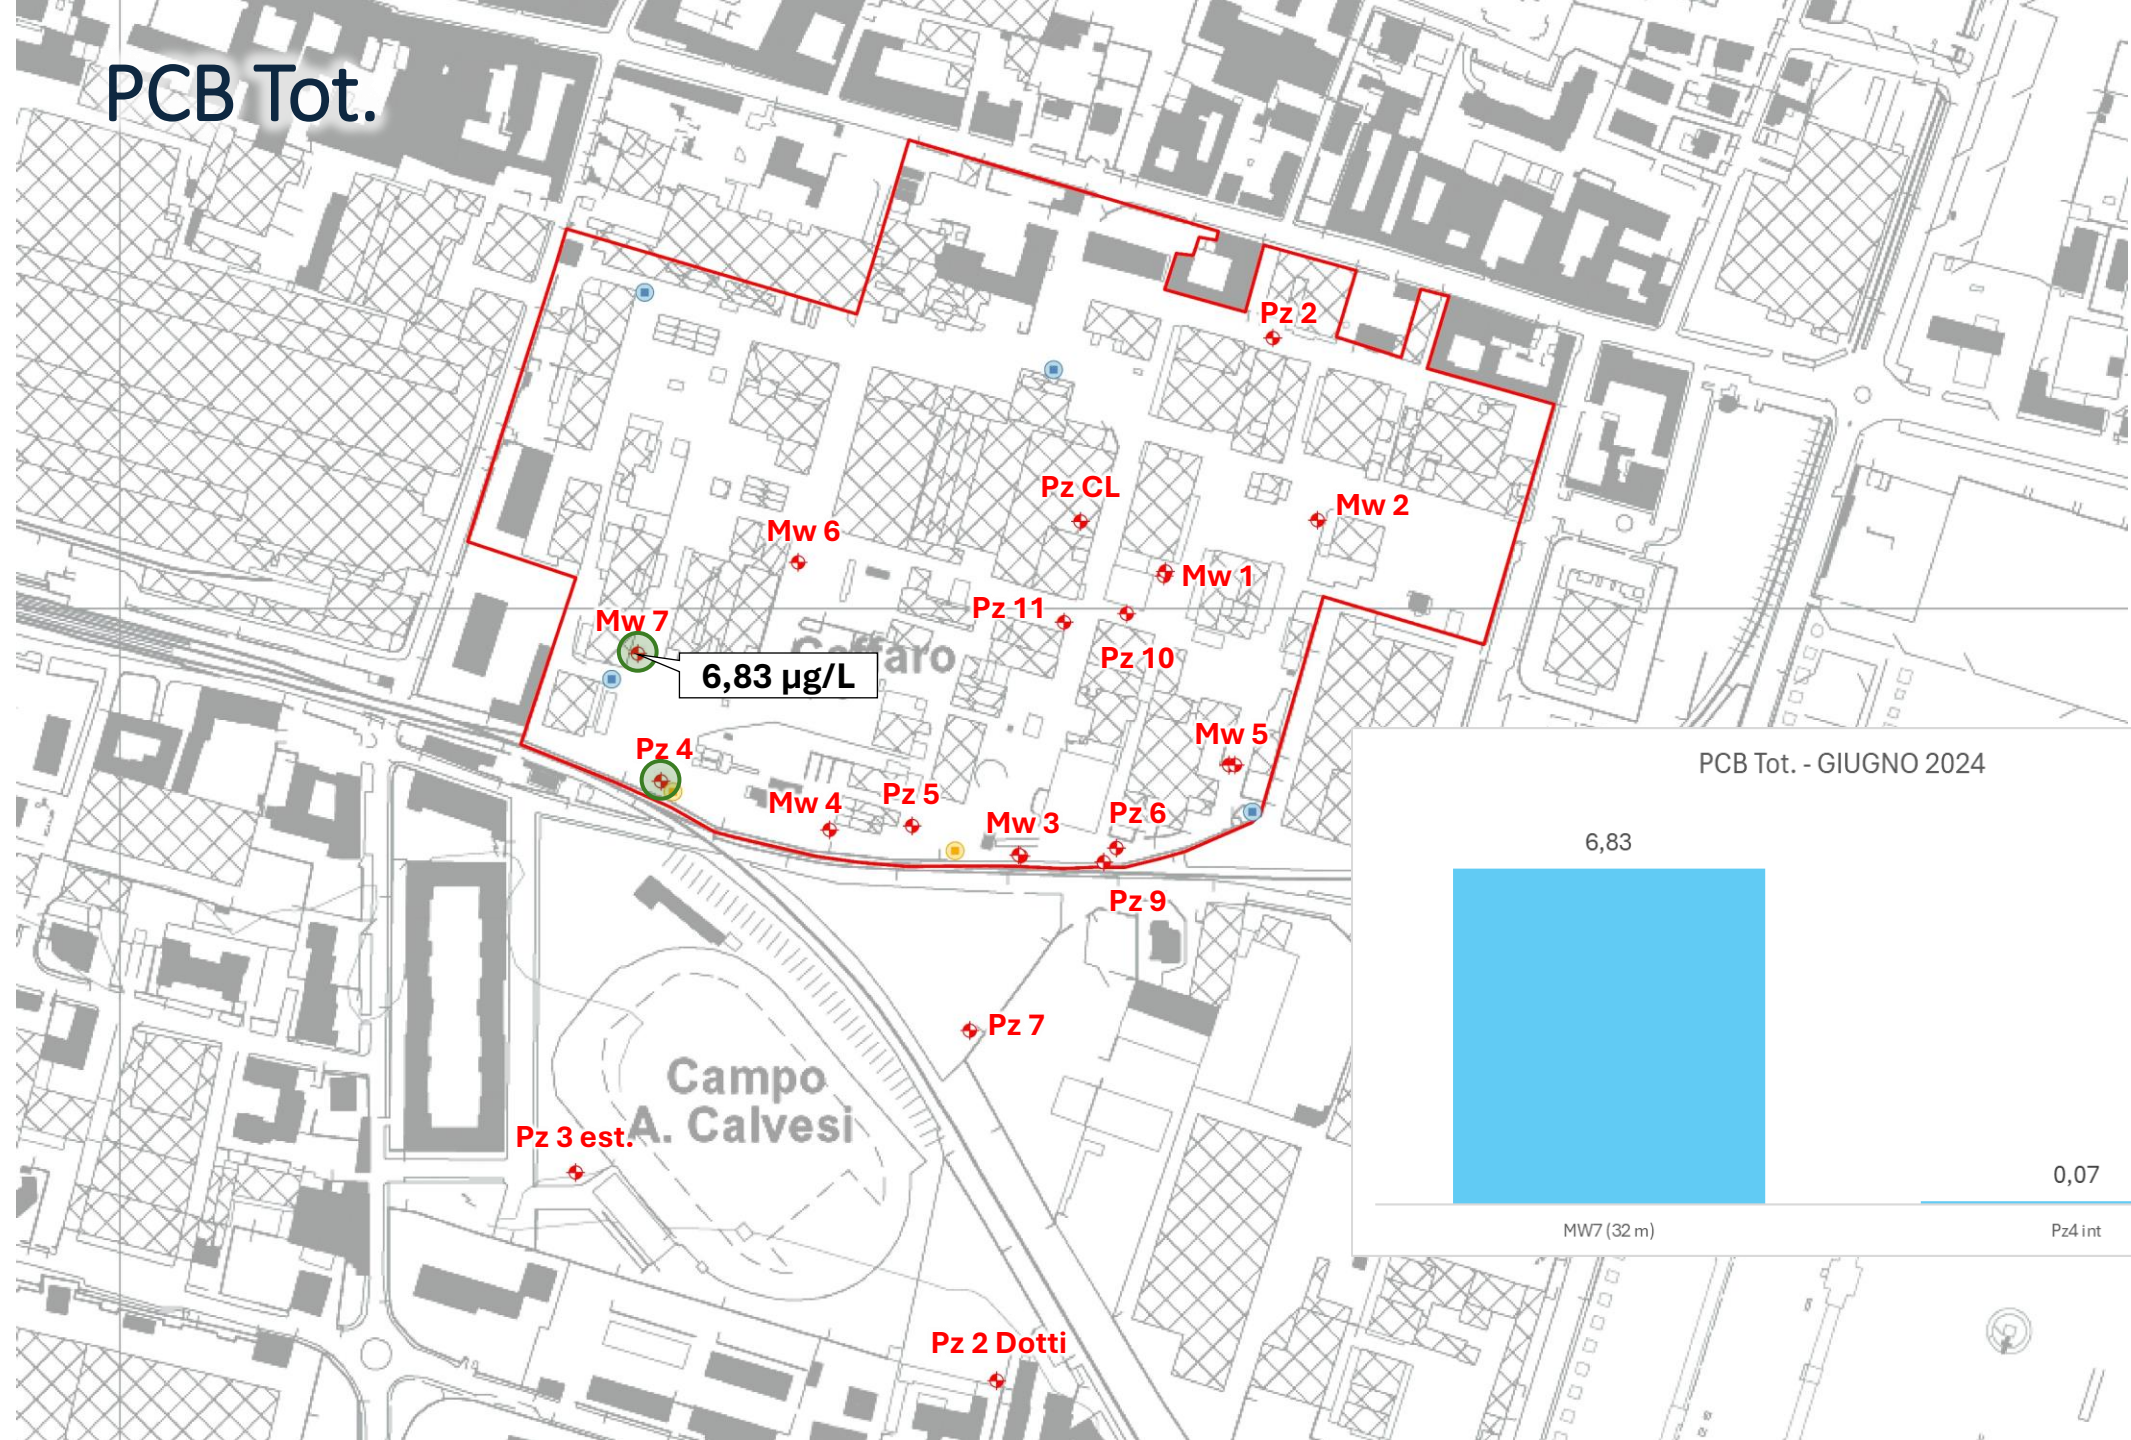 PCB Tot.
Pz 2
Pz CL
Mw 2
Mw 6
Mw 1
Pz 11
Mw 7
Caffaro
Pz 10
6,83 µg/L
Mw 5
Pz 4
Pz 5
Mw 4
Pz 6
Mw 3
Pz 9
Pz 7
Campo
A. Calvesi
Pz 3 est.
Pz 2 Dotti
PCB Tot. - GIUGNO 2024
6,83
0,07
MW7 (32 m)
Pz4 int